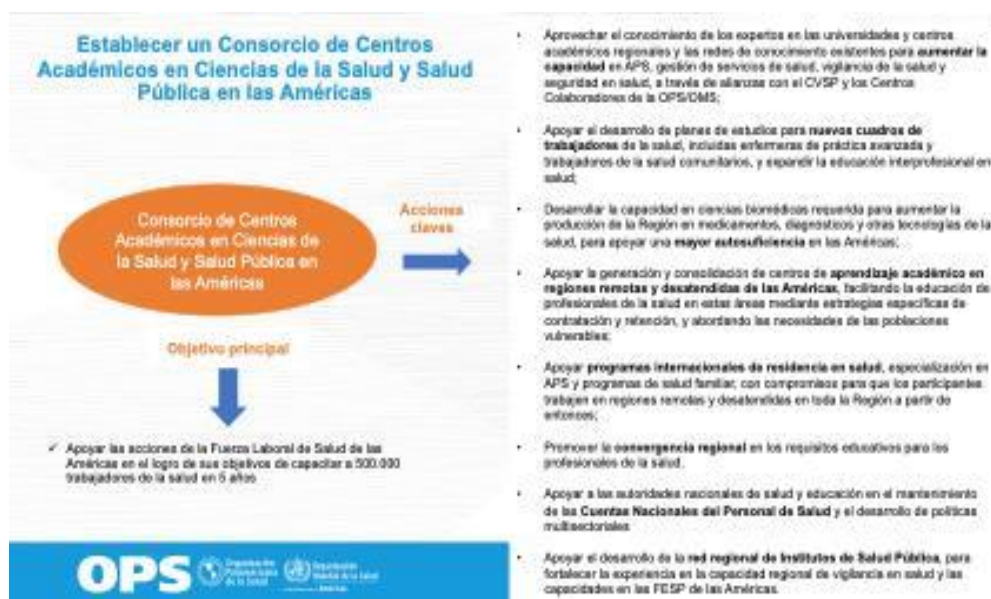 Establecer un Consorcio de Centros
Académicos en Ciencias de la Salud y Salud
Pública en las Américas
Consorcio de Centros
Académicos en Ciencias de
la Salud y Salud Pública en
las Américas
Acciones
claves
Objetivo principal
✓ Apoyar las acciones de la Fuerza Laboral de Salud de las
Américas en el logro de sus objetivos de capacitar a 500.000
trabajadores de la salud en 5 años
OPS
Organización
Panamericana
de la Salud
Organización
Mundial de la Salud
• Aprovechar el conocimiento de los expertos en las universidades y centros
académicos regionales y las redes de conocimiento existentes para aumentar la
capacidad en APS, gestión de servicios de salud, vigilancia de la salud y
seguridad en salud, a través de alianzas con el CVSP y los Centros
Colaboradores de la OPS/OMS;
• Apoyar el desarrollo de planes de estudios para nuevos cuadros de
trabajadores de la salud, incluidas enfermeras de práctica avanzada y
trabajadores de la salud comunitarios, y expandir la educación interprofesional en
salud;
• Desarrollar la capacidad en ciencias biomédicas requerida para aumentar la
producción de la Región en medicamentos, diagnósticos y otras tecnologías de la
salud, para apoyar una mayor autosuficiencia en las Américas;
• Apoyar la generación y consolidación de centros de aprendizaje académico en
regiones remotas y desatendidas de las Américas, facilitando la educación de
profesionales de la salud en estas áreas mediante estrategias específicas de
contratación y retención, y abordando las necesidades de las poblaciones
vulnerables;
• Apoyar programas internacionales de residencia en salud, especialización en
APS y programas de salud familiar, con compromisos para que los participantes
trabajen en regiones remotas y desatendidas en toda la Región a partir de
entonces;
• Promover la convergencia regional en los requisitos educativos para los
profesionales de la salud.
• Apoyar a las autoridades nacionales de salud y educación en el mantenimiento
de las Cuentas Nacionales del Personal de Salud y el desarrollo de políticas
multisectoriales
• Apoyar el desarrollo de la red regional de Institutos de Salud Pública, para
fortalecer la experiencia en la capacidad regional de vigilancia en salud y las
capacidades en las FESP de las Américas.